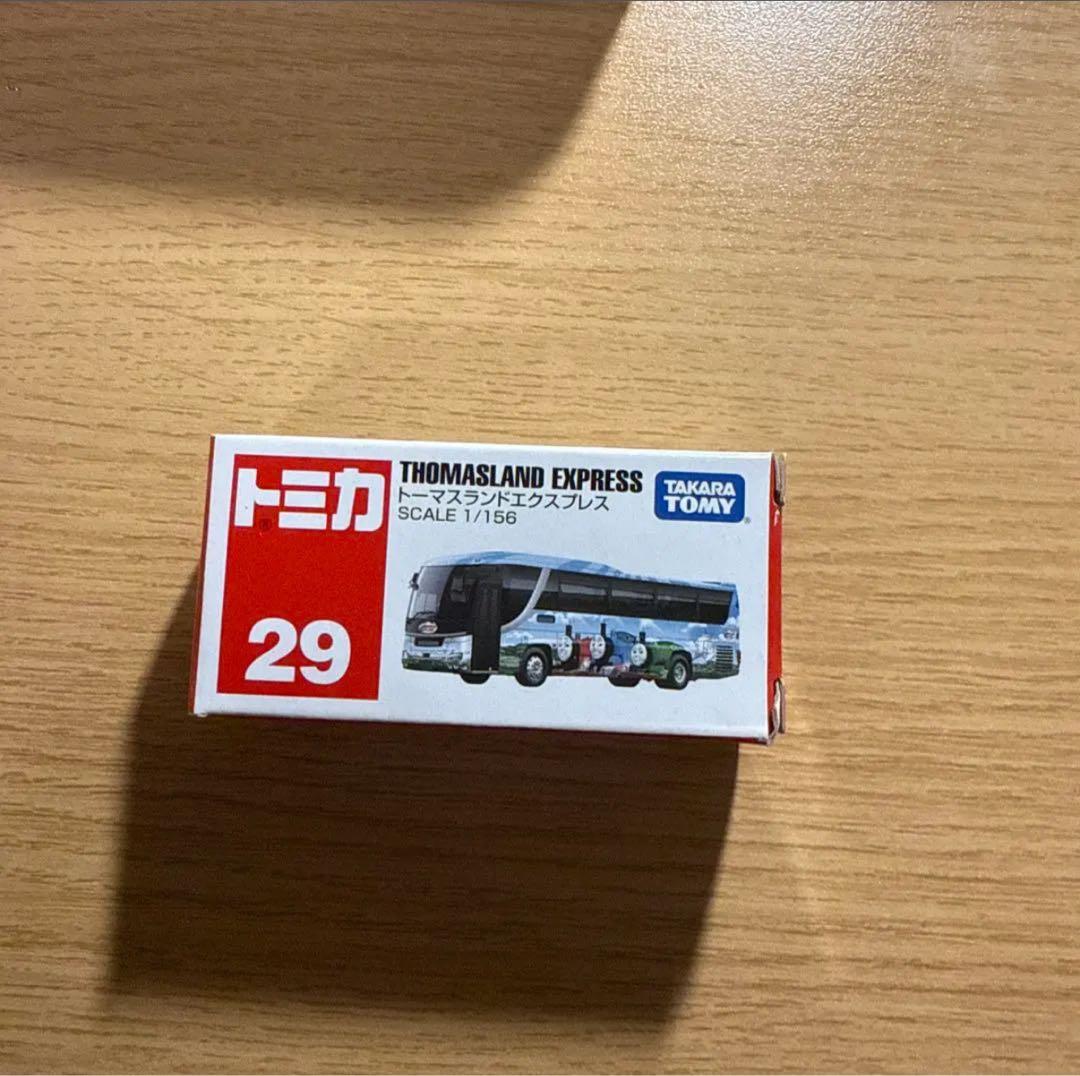 トミカ®
29
THOMASLAND EXPRESS
トーマスランドエクスプレス
SCALE 1/156
TAKARA
TOMY®